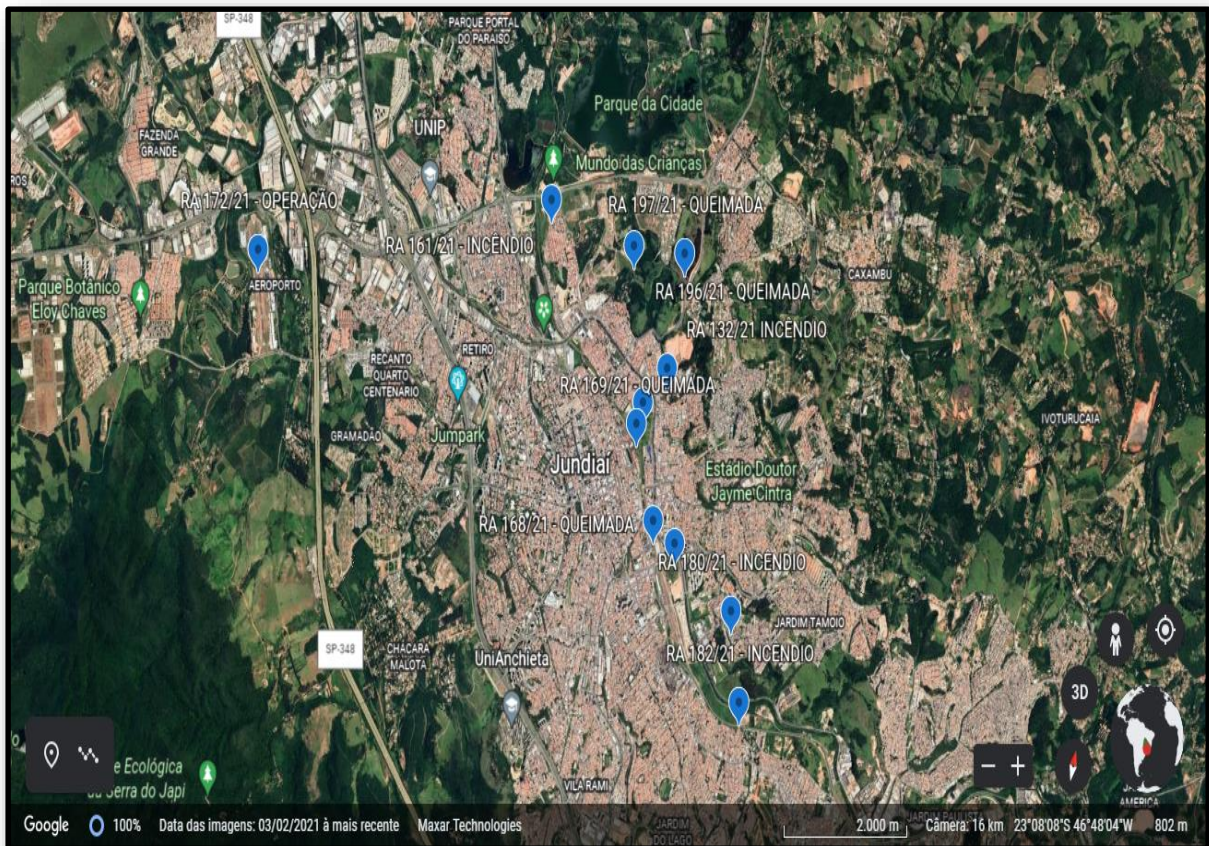 SP-348
PARQUE PORTAL
DO PARAÍSO
Parque da Cidade
UNIP
FAZENDA
GRANDE
Mundo das Crianças
ROS
RA 172/21 - OPERAÇÃO
RA 197/21 - QUEIMADA
RA 161/21 - INCÊNDIO
CAXAMBU
Parque Botânico
Eloy Chaves
AEROPORTO
RA 196/21 - QUEIMADA
RA 132/21 INCÊNDIO
RETIRO
RECANTO
QUARTO
CENTENARIO
RA 169/21 - QUEIMADA
IVOTURUCAIA
GRAMADÃO
Jumpark
Jundiaí
Estádio Doutor
Jayme Cintra
RA 168/21 - QUEIMADA
RA 180/21 - INCÊNDIO
JARDIM TAMOIO
SP-348
CHÁCARA
MALOTA
UniAnchieta
RA 182/21 - INCÊNDIO
3D
e Ecológica
da Serra do Japi
VILA RAMI
AMERICA
JARDIM
DO LAGO
Google 100% Data das imagens: 03/02/2021 à mais recente Maxar Technologies 2.000 m Câmera: 16 km 23°08'08"S 46°48'04"W 802 m